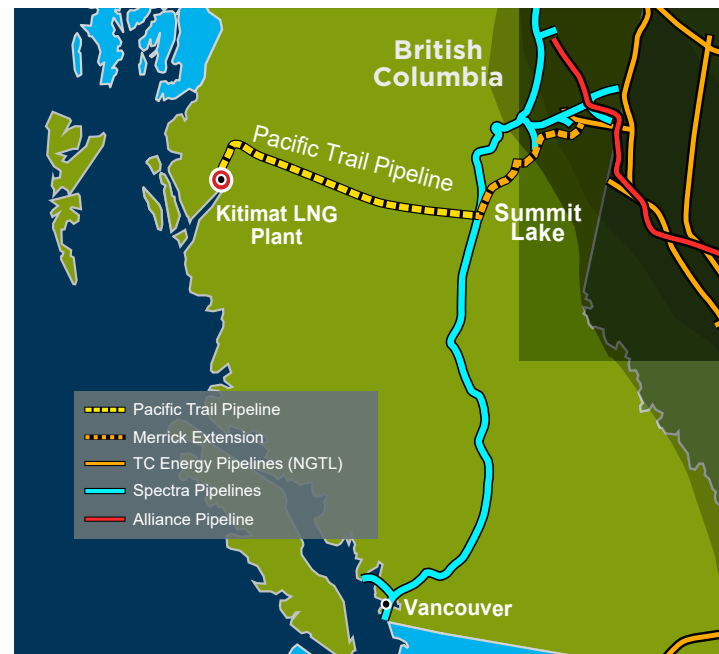 British
Columbia
Pacific Trail Pipeline
Kitimat LNG
Plant
Summit
Lake
Pacific Trail Pipeline
Merrick Extension
TC Energy Pipelines (NGTL)
Spectra Pipelines
Alliance Pipeline
Vancouver